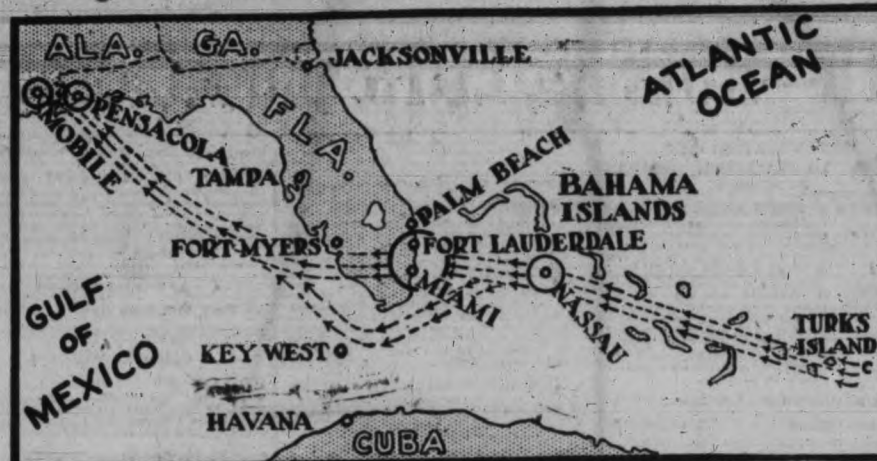 ALA.
GA.
JACKSONVILLE
ATLANTIC
OCEAN
PENSACOLA
MOBILE
FLA.
TAMPA
PALM BEACH
BAHAMA
ISLANDS
FORT MYERS
FORT LAUDERDALE
MIAMI
NASSAU
GULF
OF
MEXICO
TURKS
ISLAND
KEY WEST
HAVANA
CUBA